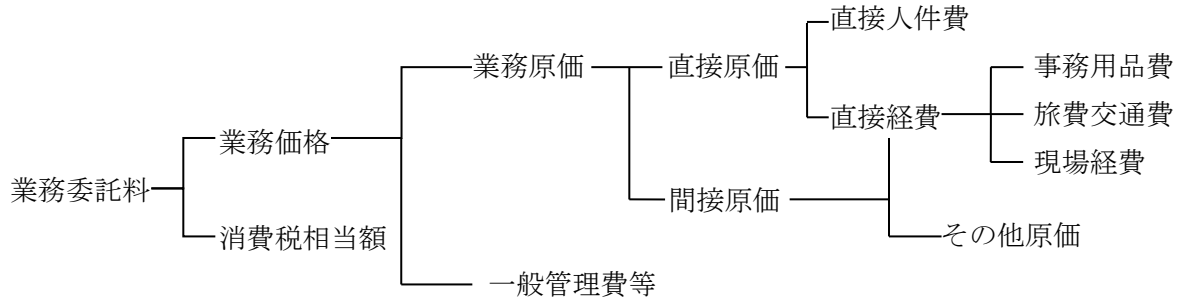 直接人件費
業務原価
直接原価
事務用品費
直接経費
旅費交通費
業務価格
現場経費
業務委託料
間接原価
消費税相当額
その他原価
一般管理費等